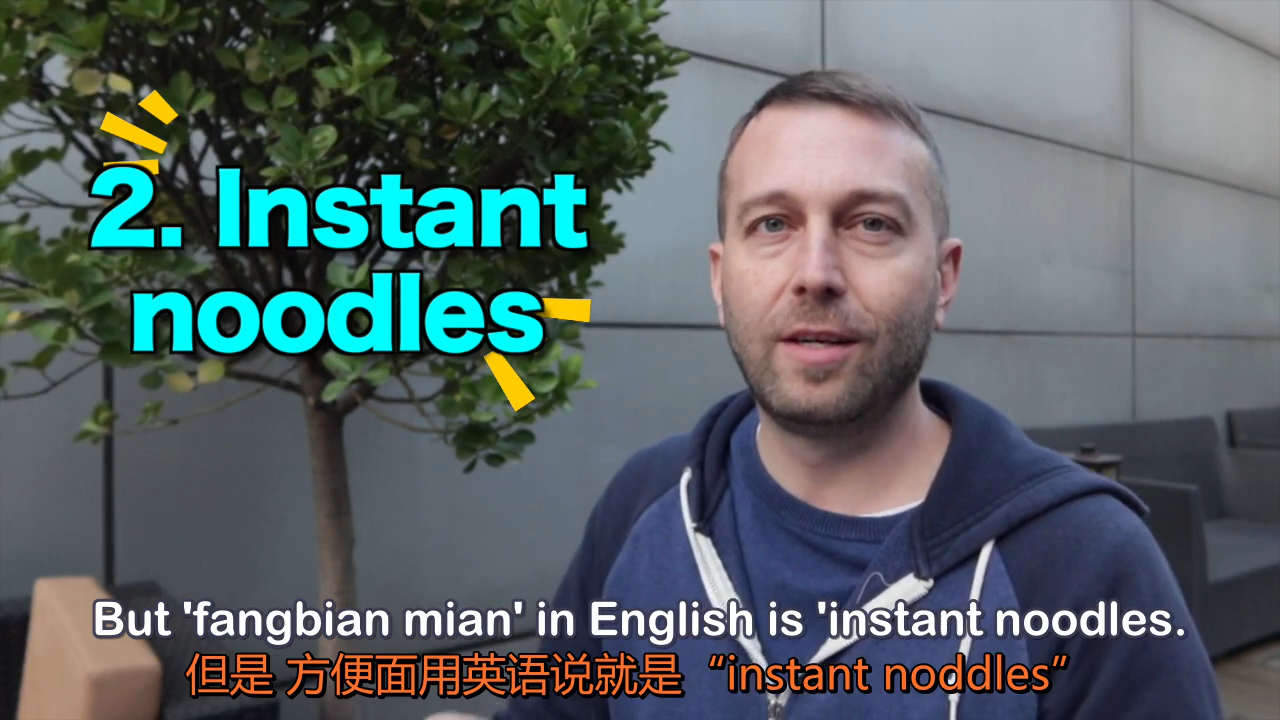 2. Instant
noodles
But 'fangbian mian' in English is 'instant noodles.
但是 方便面用英语说就是“instant noddles”